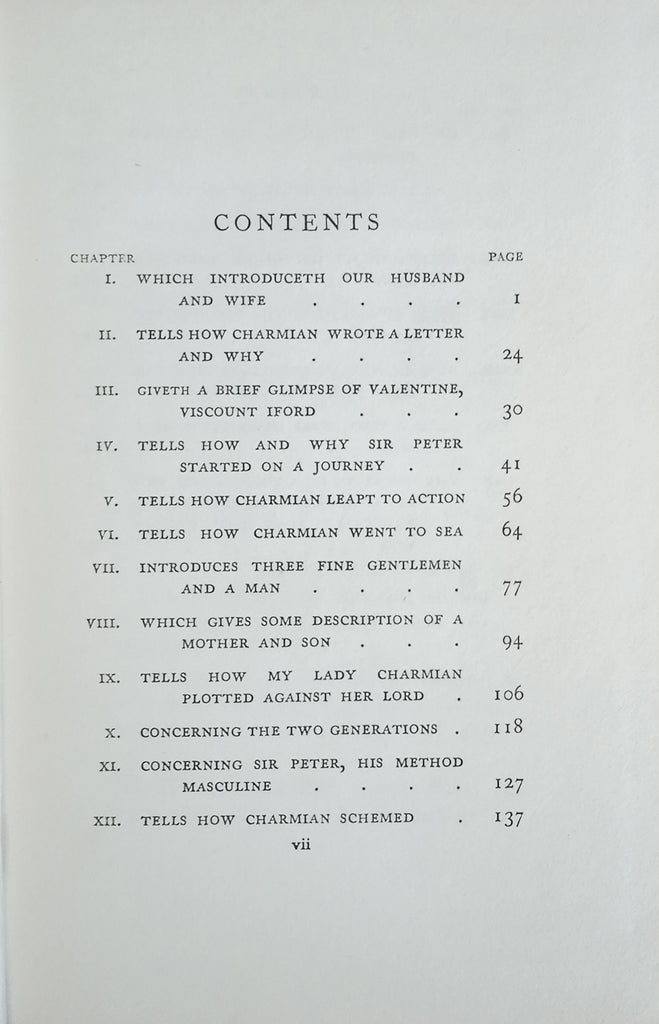 CONTENTS
CHAPTER PAGE
I. WHICH INTRODUCETH OUR HUSBAND
AND WIFE . . . . 1
II. TELLS HOW CHARMIAN WROTE A LETTER
AND WHY . . . . 24
III. GIVETH A BRIEF GLIMPSE OF VALENTINE,
VISCOUNT IFORD . . . 30
IV. TELLS HOW AND WHY SIR PETER
STARTED ON A JOURNEY . . 41
V. TELLS HOW CHARMIAN LEAPT TO ACTION 56
VI. TELLS HOW CHARMIAN WENT TO SEA 64
VII. INTRODUCES THREE FINE GENTLEMEN
AND A MAN . . . . 77
VIII. WHICH GIVES SOME DESCRIPTION OF A
MOTHER AND SON . . . 94
IX. TELLS HOW MY LADY CHARMIAN
PLOTTED AGAINST HER LORD . 106
X. CONCERNING THE TWO GENERATIONS . 118
XI. CONCERNING SIR PETER, HIS METHOD
MASCULINE . . . . 127
XII. TELLS HOW CHARMIAN SCHEMED . 137
vii